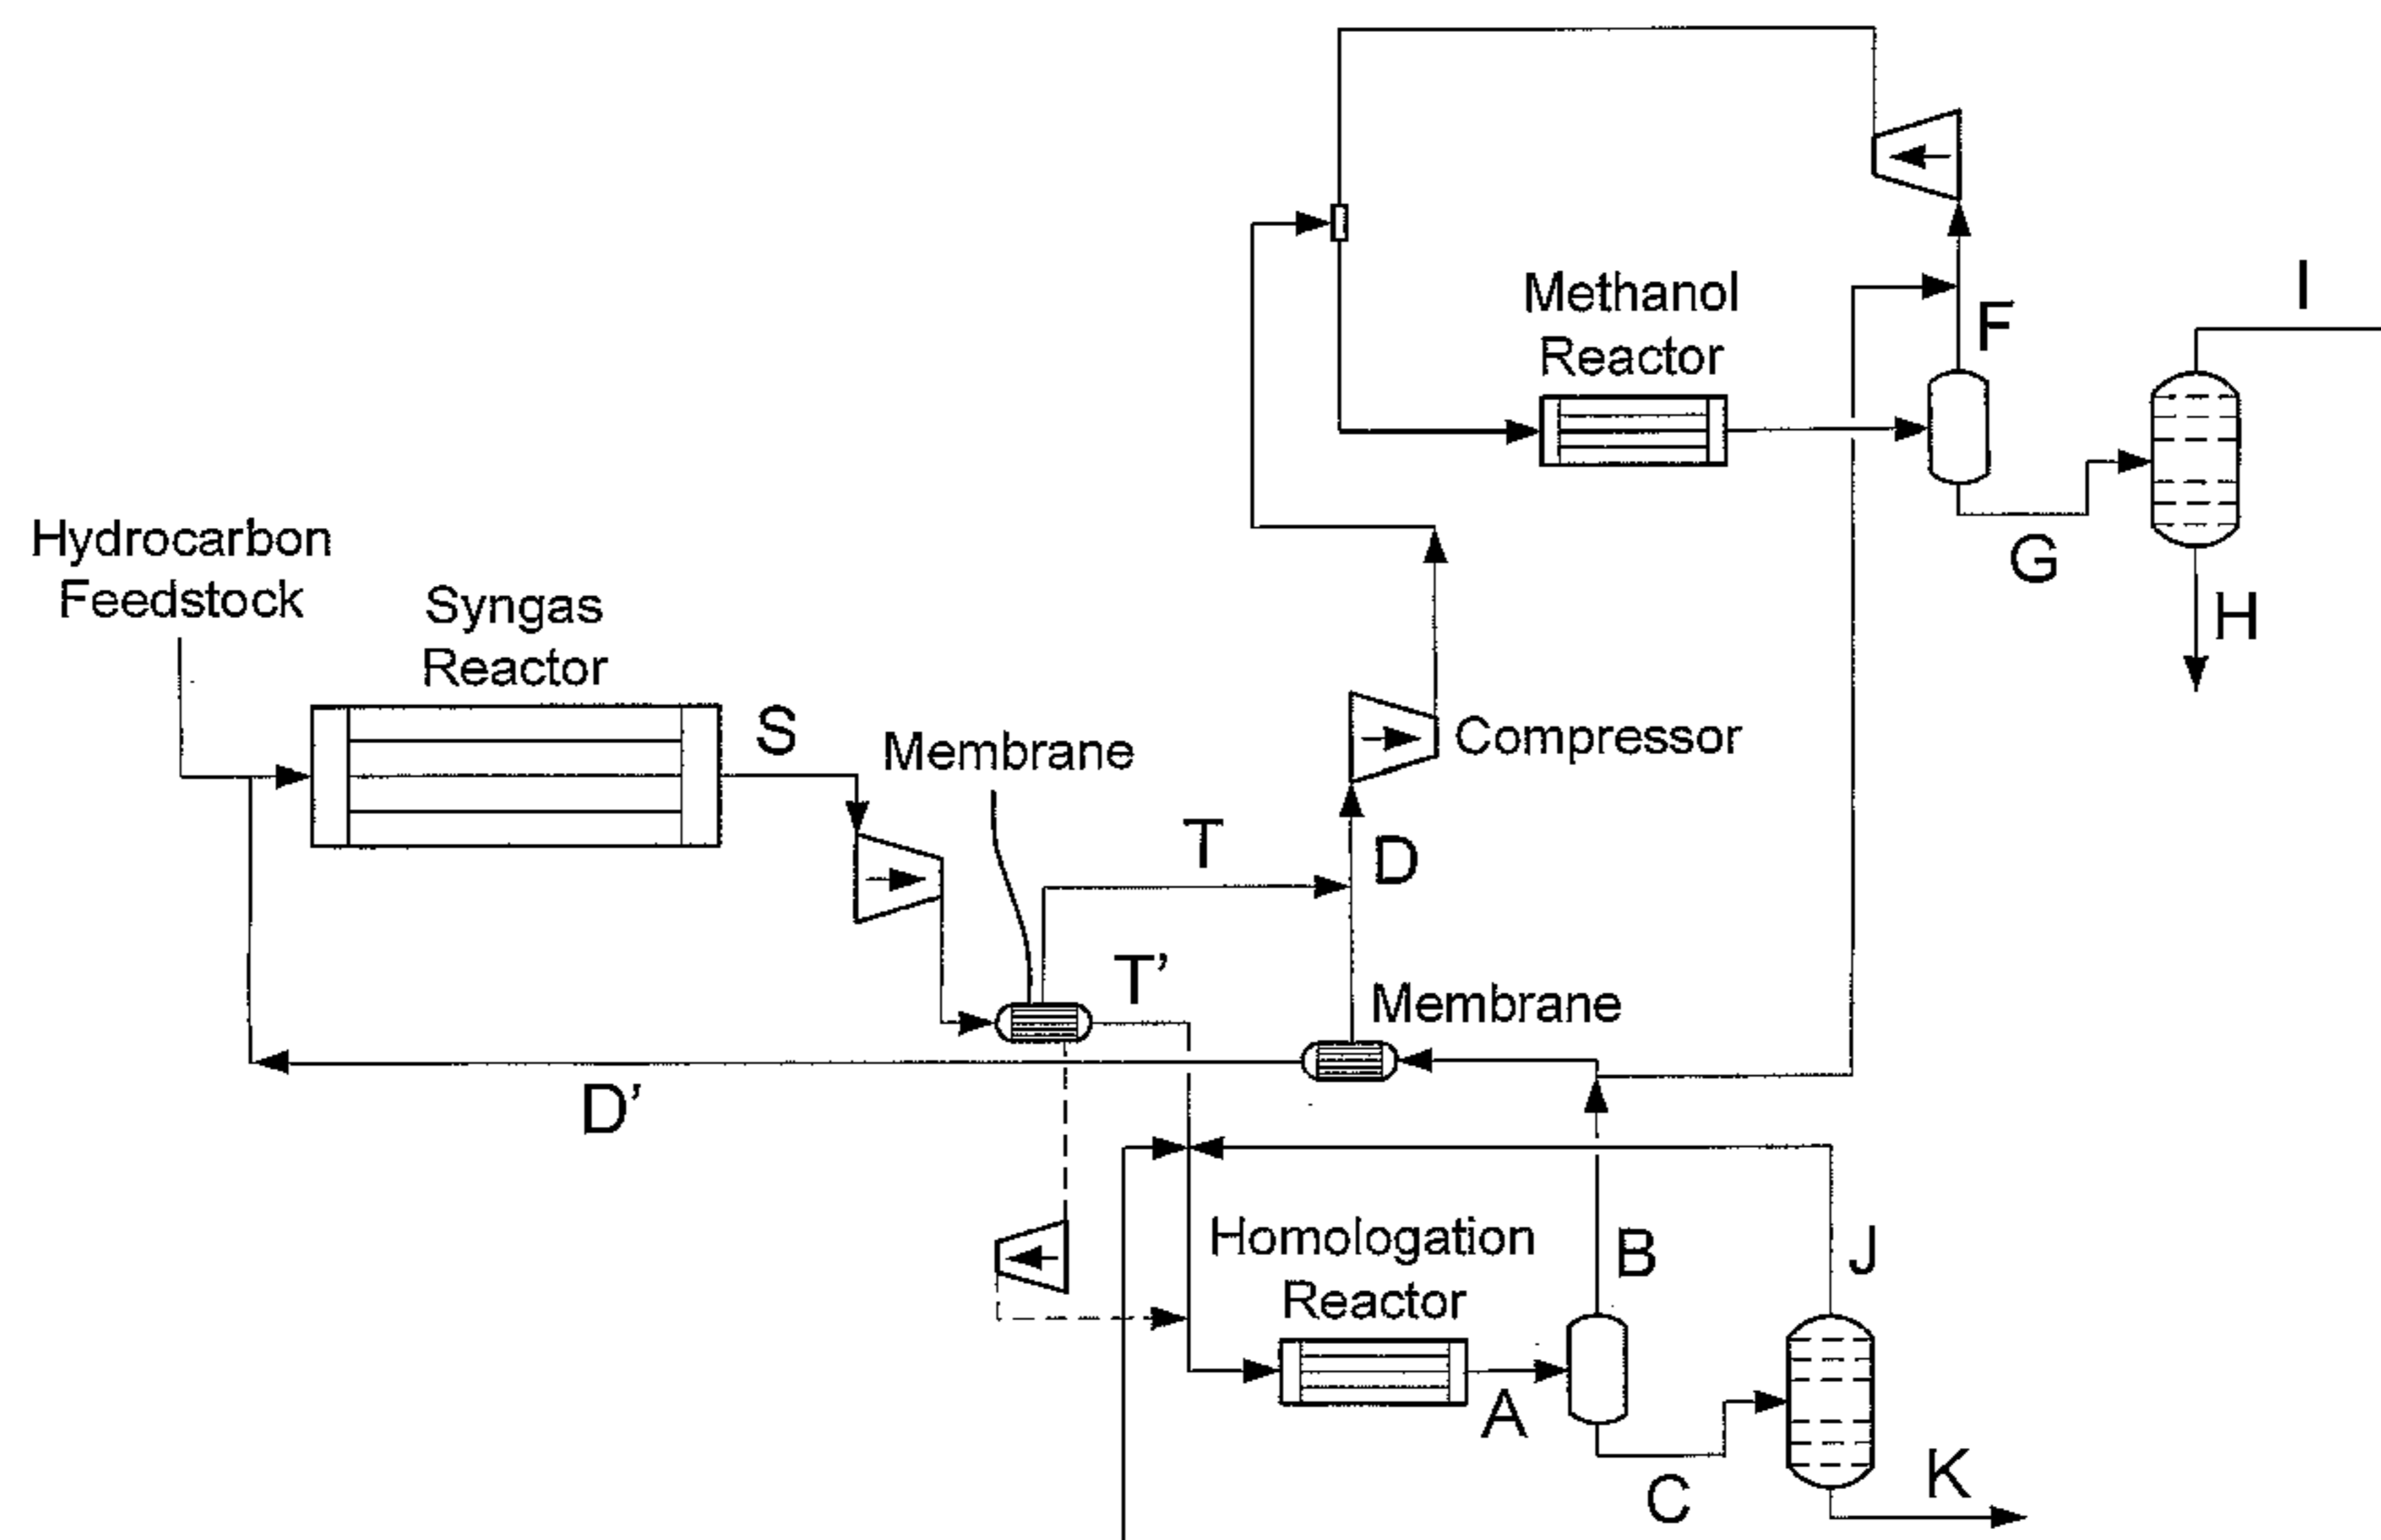 I
Methanol
Reactor
F
Hydrocarbon
Feedstock
G
H
Syngas
Reactor
S
Membrane
Compressor
T
D
T'
Membrane
D'
Homologation
Reactor
B
J
A
C
K